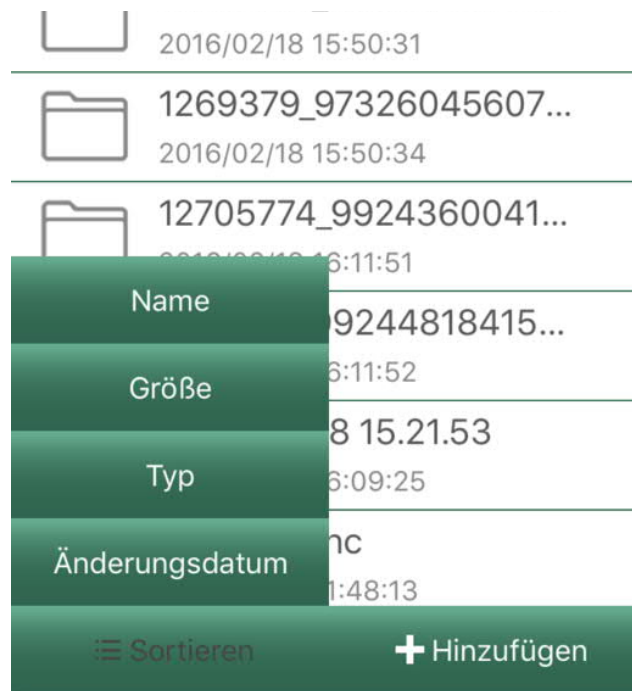 2016/02/18 15:50:31
1269379_97326045607...
2016/02/18 15:50:34
12705774_9924360041...
6:11:51
Name
99244818415...
6:11:52
Größe
8 15.21.53
Typ
6:09:25
Änderungsdatum
nc
1:48:13
Sortieren
Hinzufügen